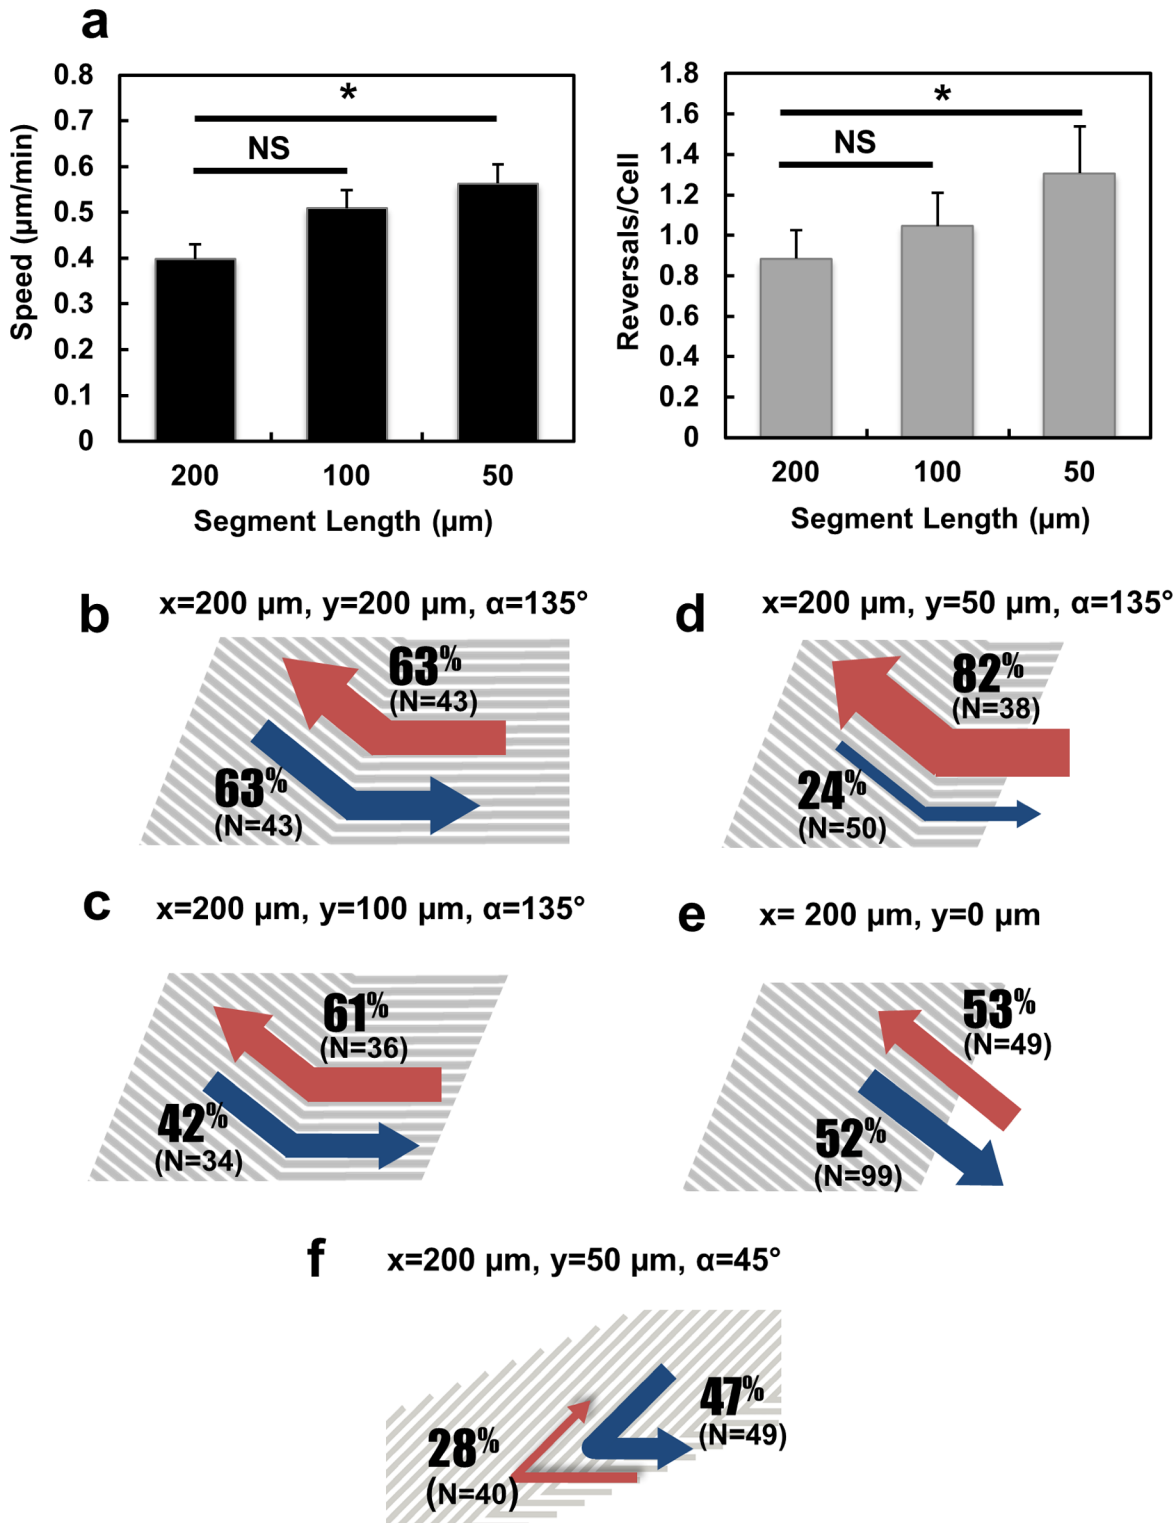 a
Speed (µm/min)
0.8
0.7
0.6
0.5
0.4
0.3
0.2
0.1
0
*
NS
200 100 50
Segment Length (µm)
Reversals/Cell
1.8
1.6
1.4
1.2
1.0
0.8
0.6
0.4
0.2
0
*
NS
200 100 50
Segment Length (µm)
b x=200 µm, y=200 µm, α=135°
63%
(N=43)
63%
(N=43)
d x=200 µm, y=50 µm, α=135°
82%
(N=38)
24%
(N=50)
c x=200 µm, y=100 µm, α=135°
61%
(N=36)
42%
(N=34)
e x= 200 µm, y=0 µm
53%
(N=49)
52%
(N=99)
f x=200 µm, y=50 µm, α=45°
47%
(N=49)
28%
(N=40)